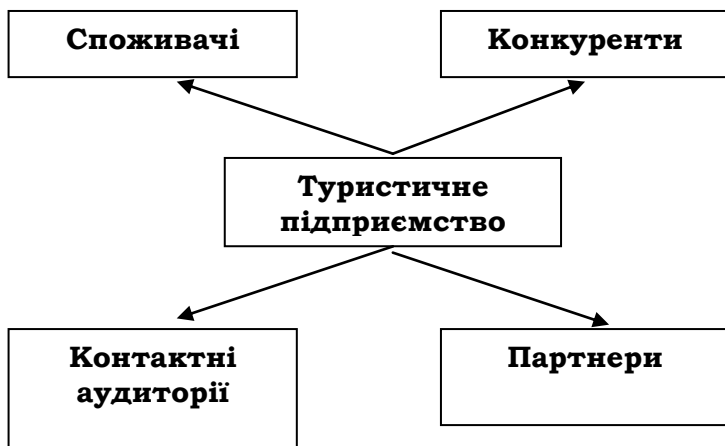 Споживачі
Конкуренти
Туристичне
підприємство
Контактні
аудиторії
Партнери